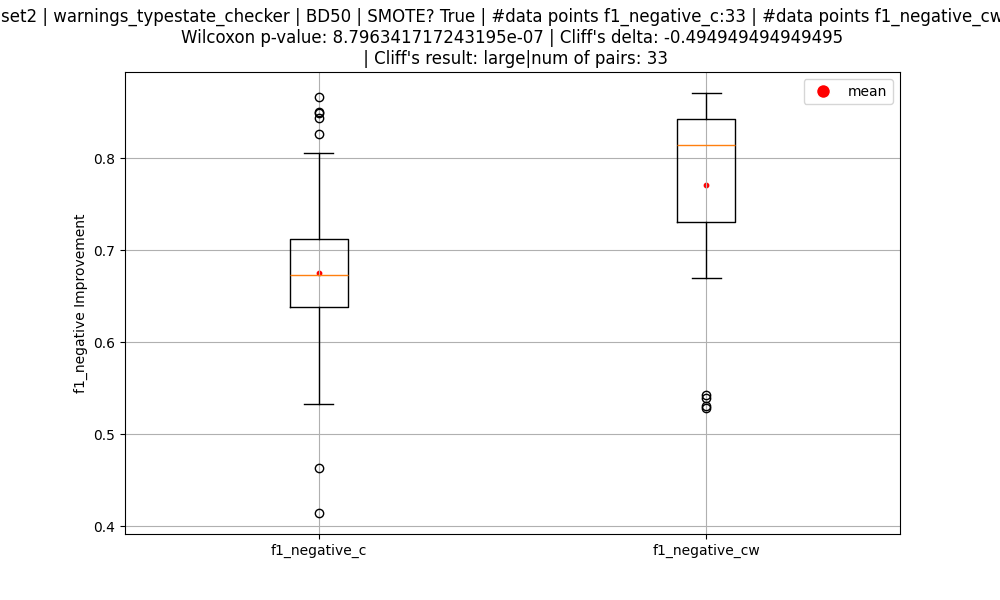 set2 | warnings_typestate_checker | BD50 | SMOTE? True | #data points f1_negative_c:33 | #data points f1_negative_cw
Wilcoxon p-value: 8.796341717243195e-07 | Cliff's delta: -0.494949494949495
| Cliff's result: large|num of pairs: 33
mean
0.8
0.7
0.6
0.5
0.4
f1_negative Improvement
f1_negative_c
f1_negative_cw